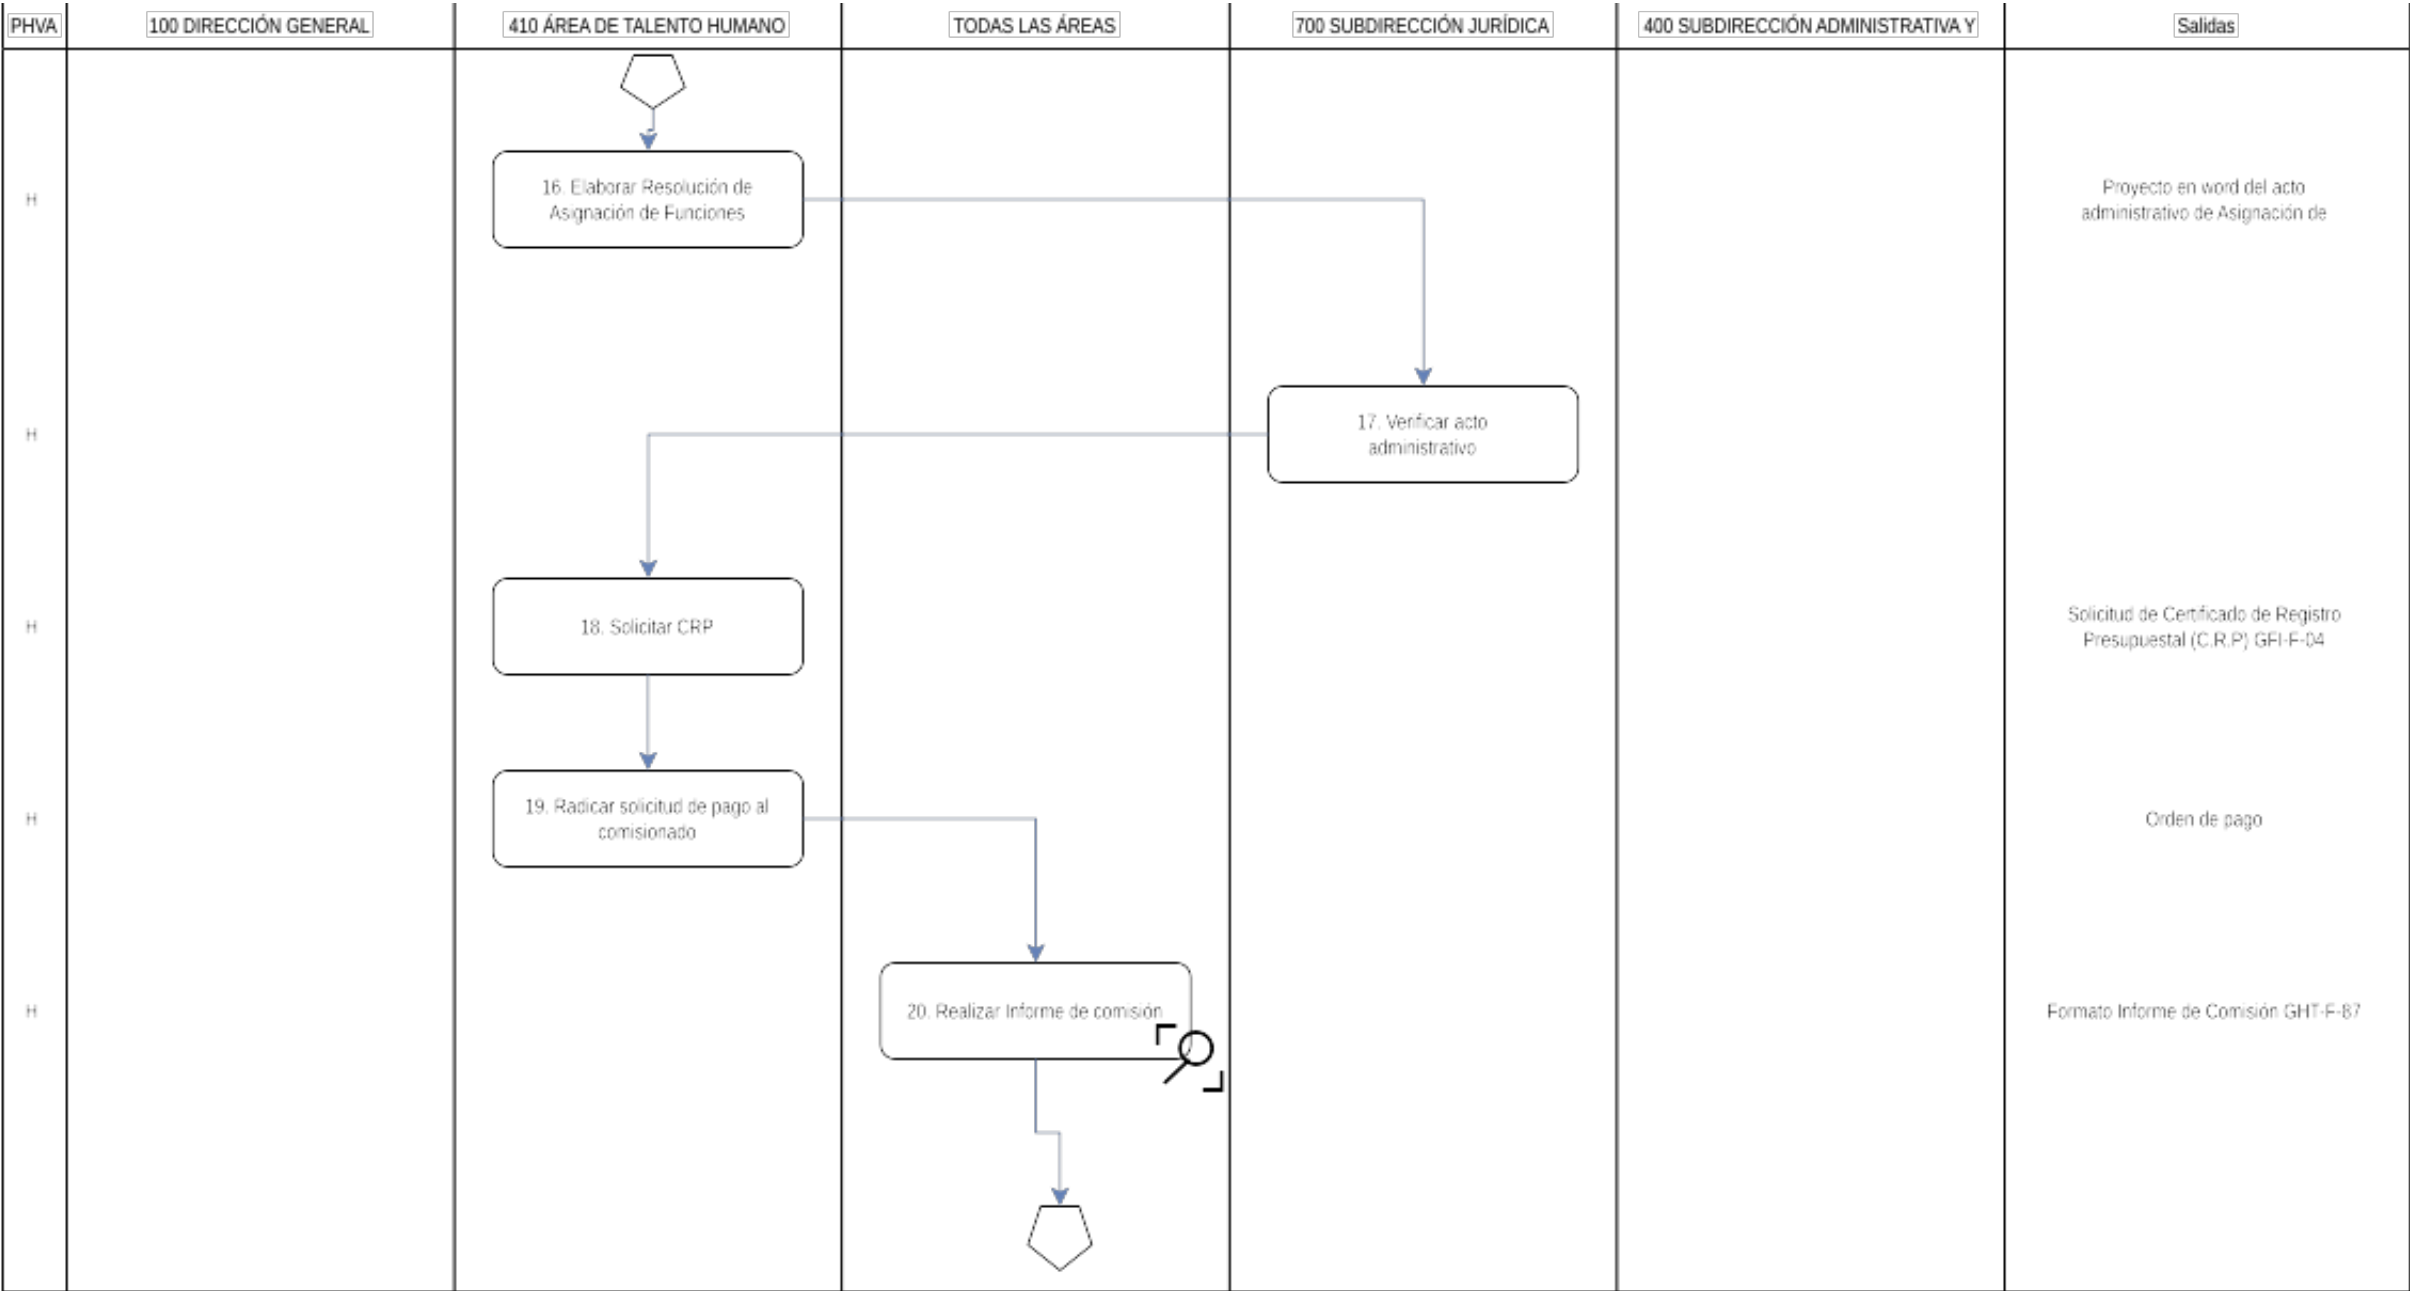 PHVA
100 DIRECCIÓN GENERAL
410 ÁREA DE TALENTO HUMANO
TODAS LAS ÁREAS
700 SUBDIRECCIÓN JURÍDICA
400 SUBDIRECCIÓN ADMINISTRATIVA Y
Salidas
H
16. Elaborar Resolución de
Asignación de Funciones
Proyecto en word del acto
administrativo de Asignación de
H
17. Verificar acto
administrativo
H
18. Solicitar CRP
Solicitud de Certificado de Registro
Presupuestal (C.R.P) GFI-F-04
H
19. Radicar solicitud de pago al
comisionado
Orden de pago
H
20. Realizar Informe de comisión
Formato Informe de Comisión GHT-F-87